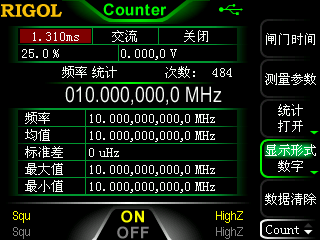 RIGOL Counter
1.310ms 交流 关闭
25.0 % 0.000,0 V
频率 统计 次数: 484
010.000,000,0 MHz
频率 10.000,000,000,0 MHz
均值 10.000,000,000,0 MHz
标准差 0 uHz
最大值 10.000,000,000,0 MHz
最小值 10.000,000,000,0 MHz
Squ ON HighZ
Squ OFF HighZ
闸门时间
测量参数
统计
打开
显示形式
数字
数据清除
Count